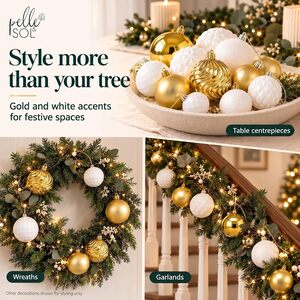 pelle
SOL
Style more
than your tree
Gold and white accents
for festive spaces
Table centrepieces
Wreaths
Garlands
Other decorations shown for styling only.